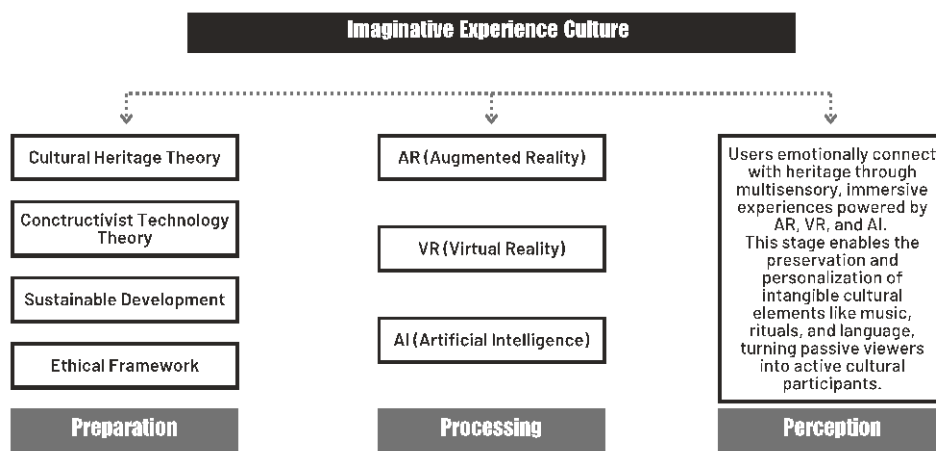 Imaginative Experience Culture
Cultural Heritage Theory
Conctructivist Technology
Theory
Sustainable Development
Ethical Framework
Preparation
AR (Augmented Reality)
VR (Virtual Reality)
AI (Artificial Intelligence)
Processing
Users emotionally connect
with heritage through
multisensory, immersive
experiences powered by
AR, VR, and AI.
This stage enables the
preservation and
personalization of
intangible cultural
elements like music,
rituals, and language,
turning passive viewers
into active cultural
participants.
Perception